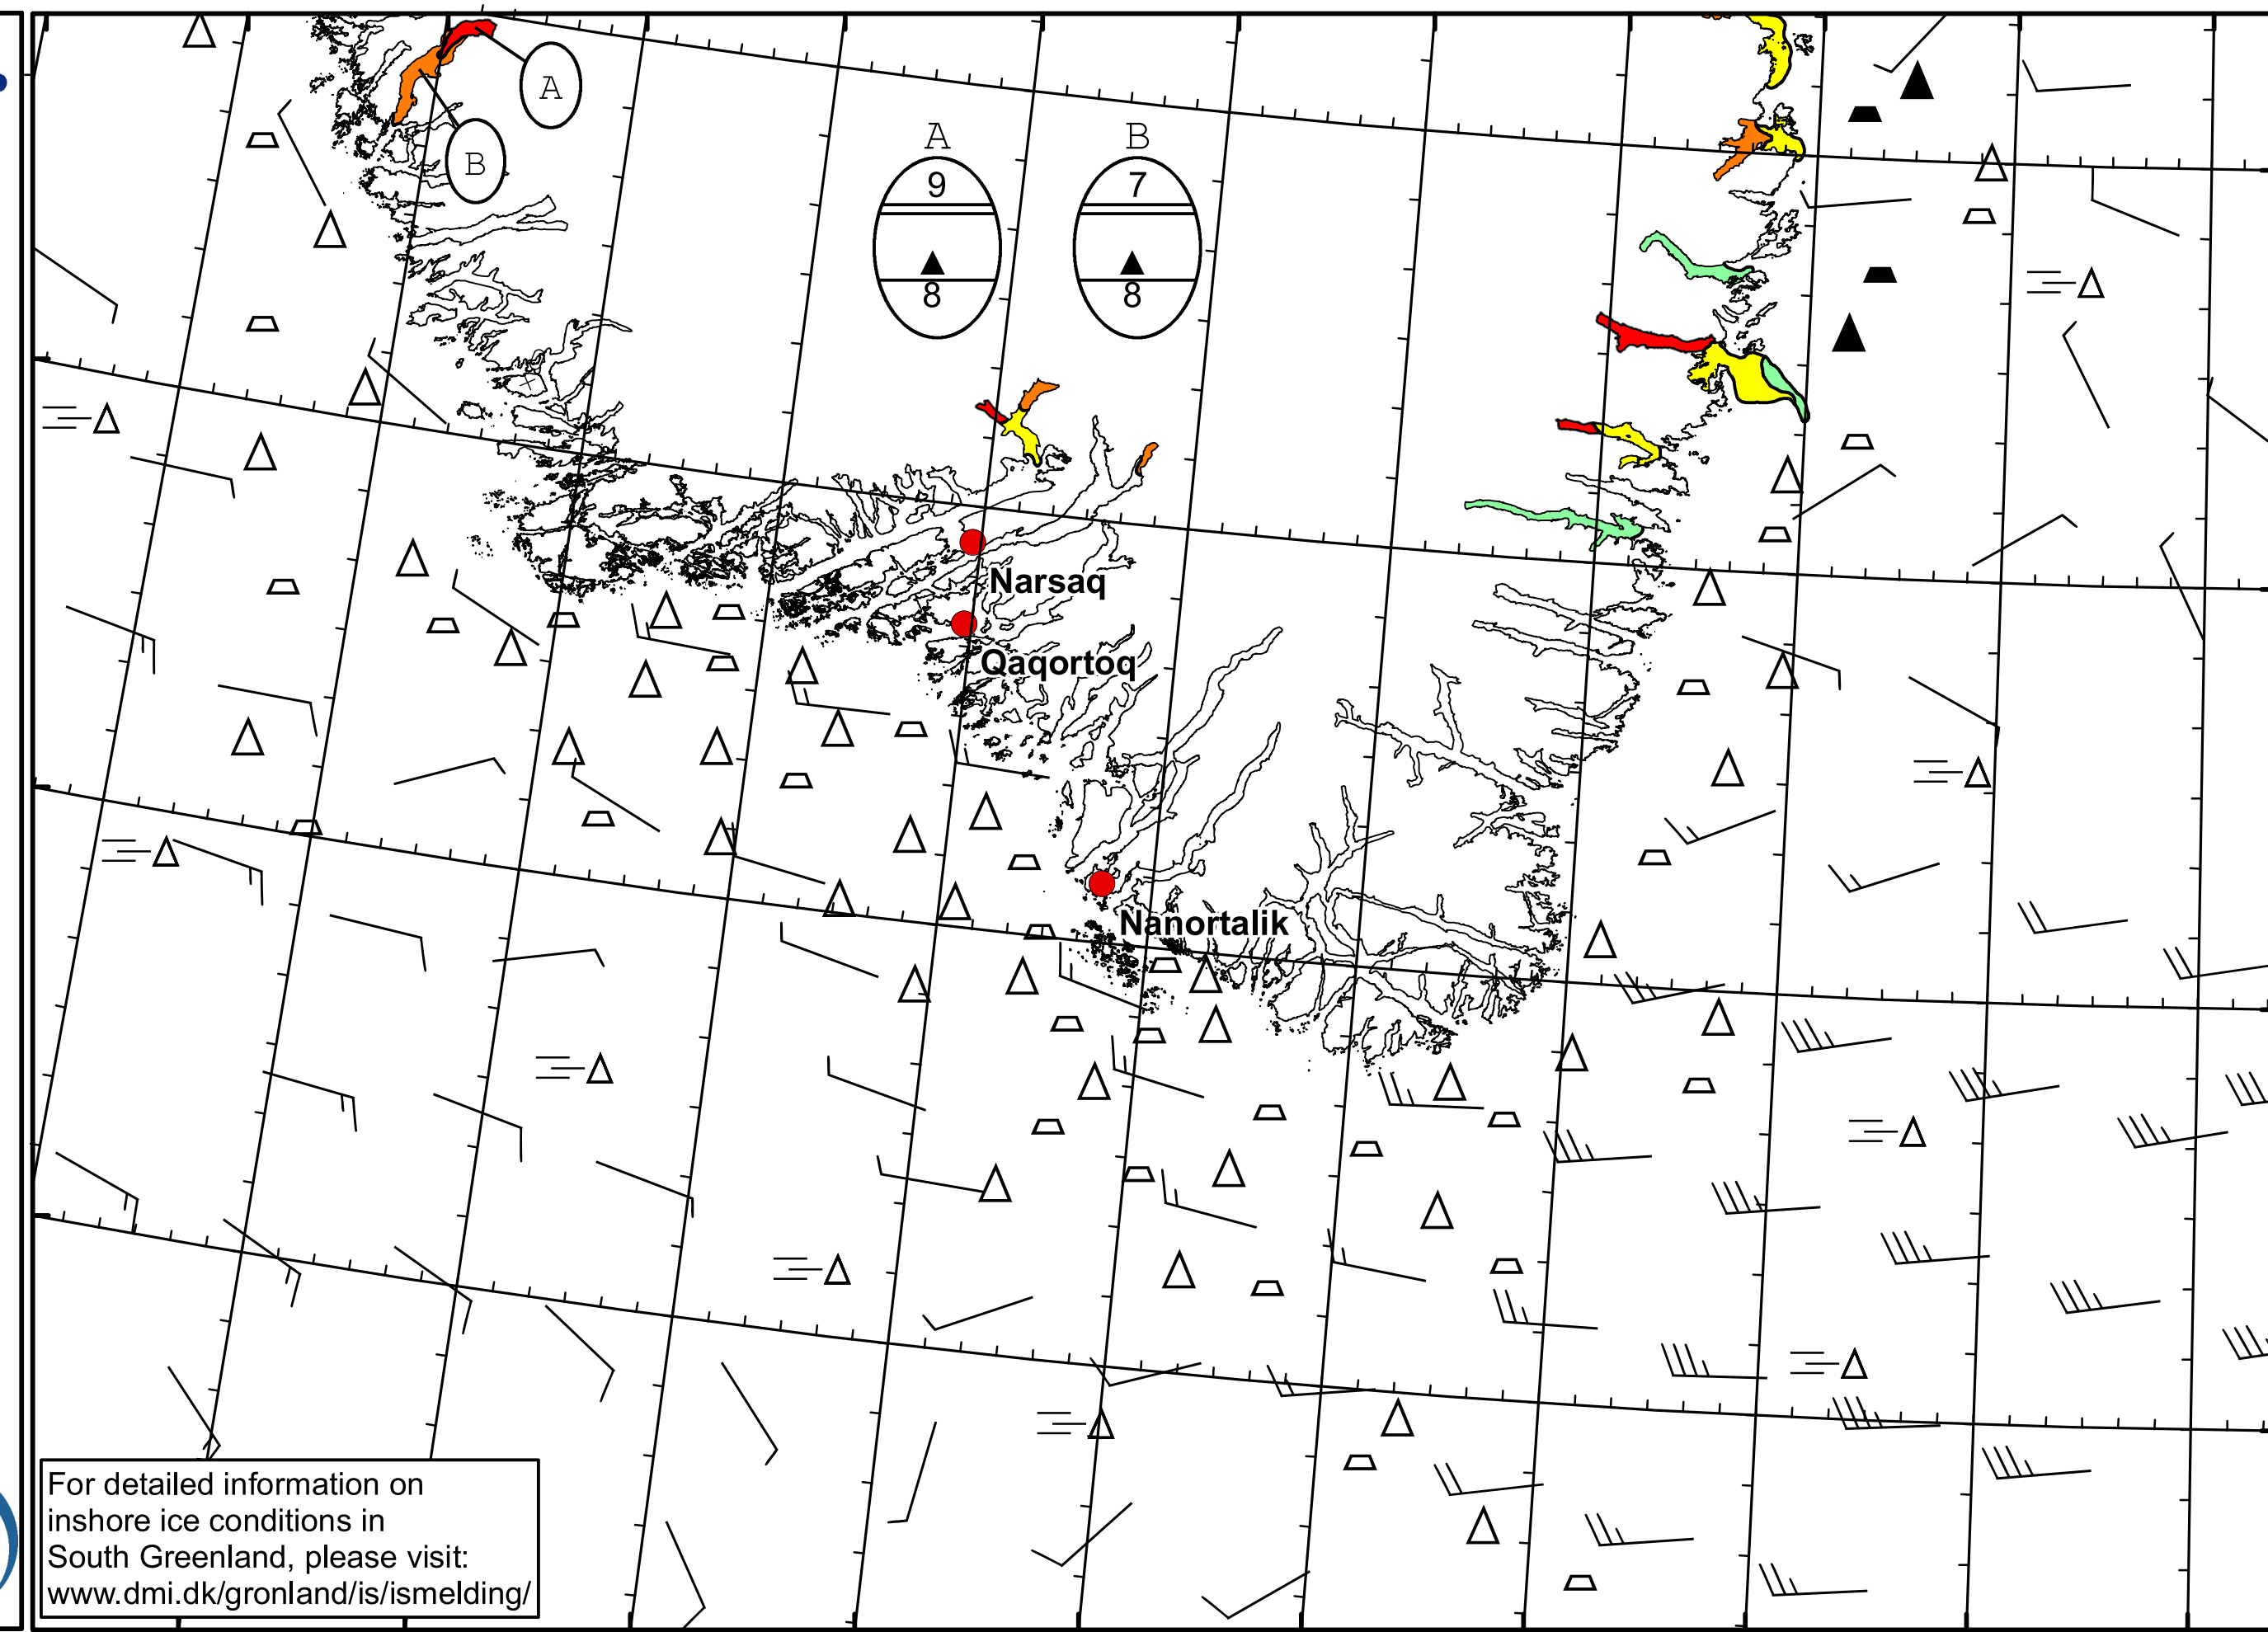 A
B
A
B
9
7
8
8
Narsaq
Qaqortoq
Nanortalik
For detailed information on
inshore ice conditions in
South Greenland, please visit:
www.dmi.dk/gronland/is/ismelding/